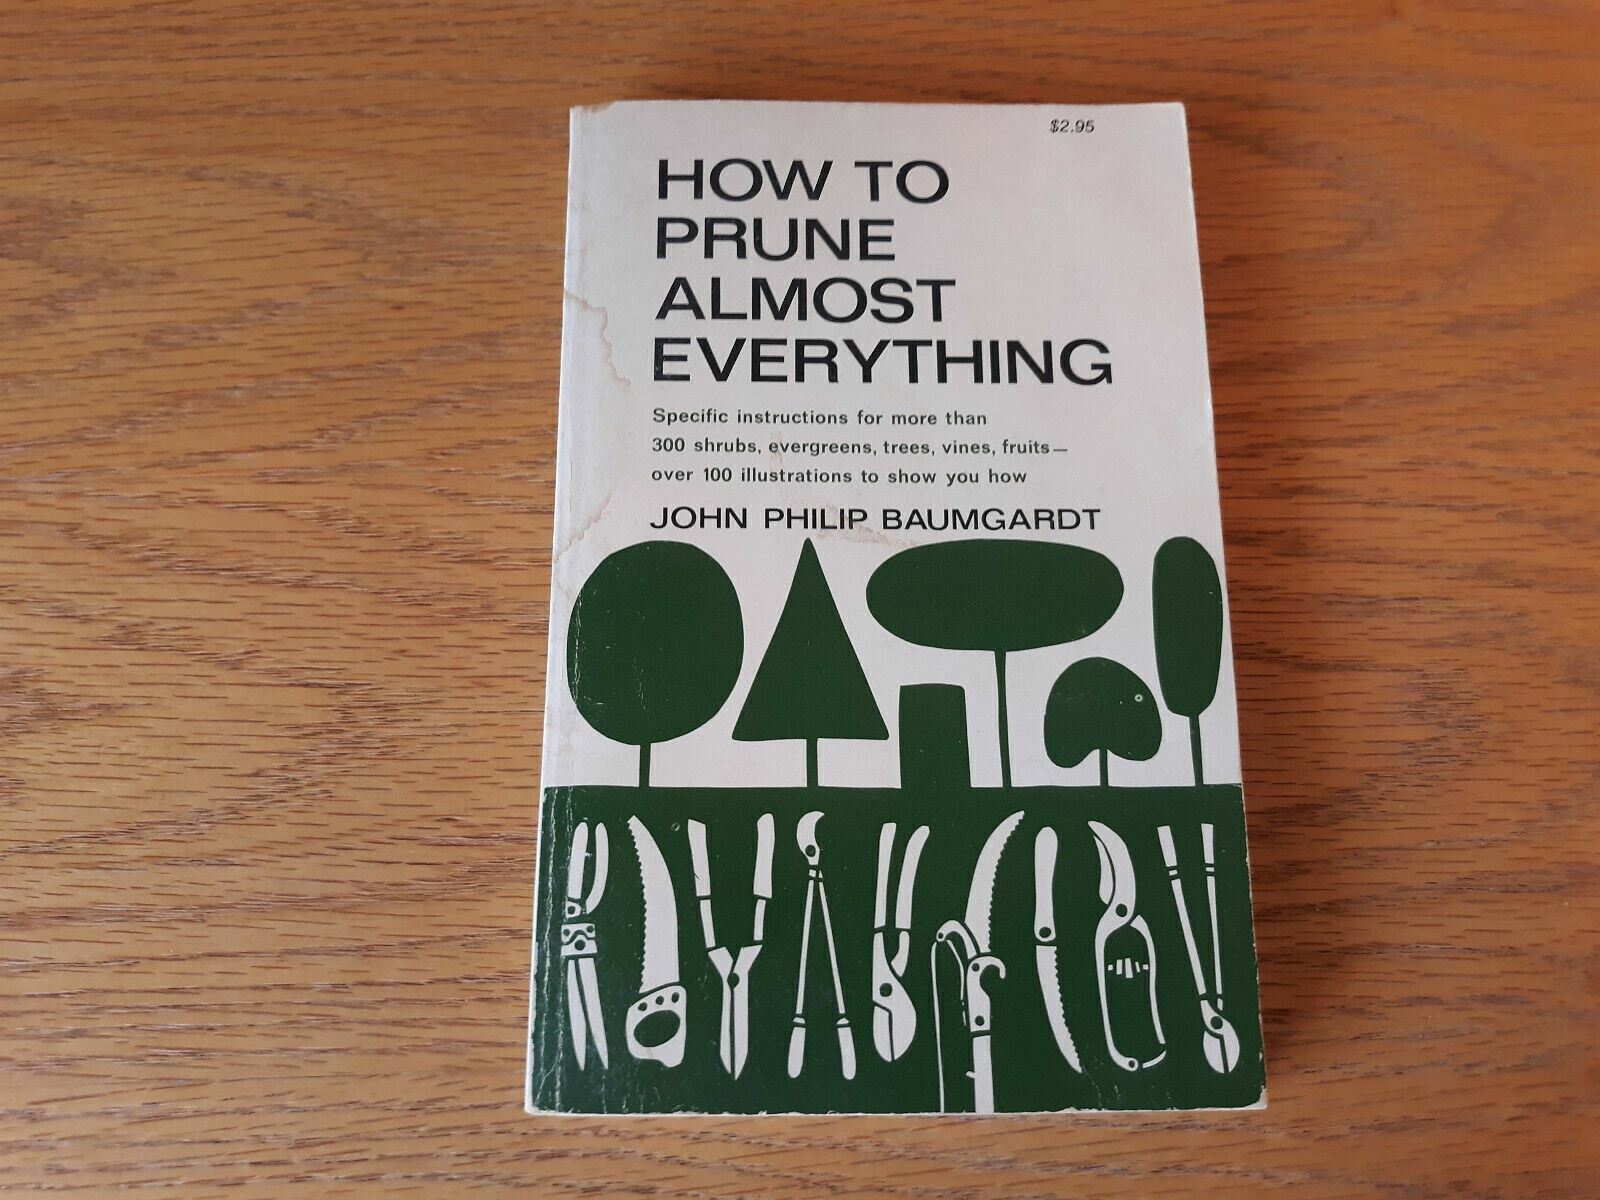 $2.95
HOW TO
PRUNE
ALMOST
EVERYTHING
Specific instructions for more than
300 shrubs, evergreens, trees, vines, fruits—
over 100 illustrations to show you how
JOHN PHILIP BAUMGARDT